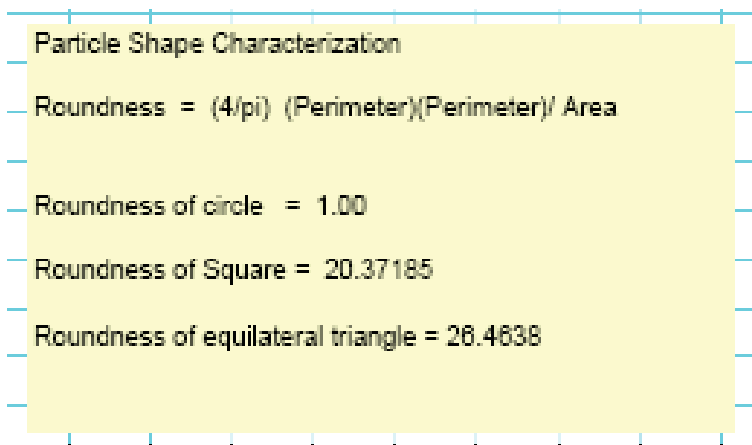 Particle Shape Characterization
Roundness = (4/pi) (Perimeter)(Perimeter)/ Area
Roundness of circle = 1.00
Roundness of Square = 20.37185
Roundness of equilateral triangle = 26.4638